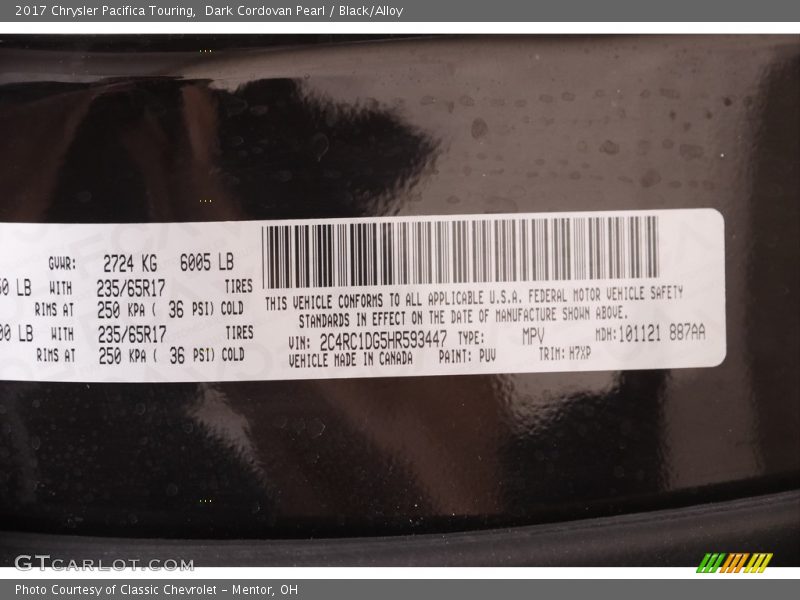 2017 Chrysler Pacifica Touring, Dark Cordovan Pearl / Black/Alloy
GVWR: 2724 KG 6005 LB
0 LB WITH 235/65R17 TIRES
RIMS AT 250 KPA ( 36 PSI) COLD
00 LB WITH 235/65R17 TIRES
RIMS AT 250 KPA ( 36 PSI) COLD
THIS VEHICLE CONFORMS TO ALL APPLICABLE U.S.A. FEDERAL MOTOR VEHICLE SAFETY
STANDARDS IN EFFECT ON THE DATE OF MANUFACTURE SHOWN ABOVE.
VIN: 2C4RC1DG5HR593447 TYPE: MPV MDH:101121 887AA
VEHICLE MADE IN CANADA PAINT: PUV TRIM: H7XP
GTCARLOT.COM
Photo Courtesy of Classic Chevrolet - Mentor, OH